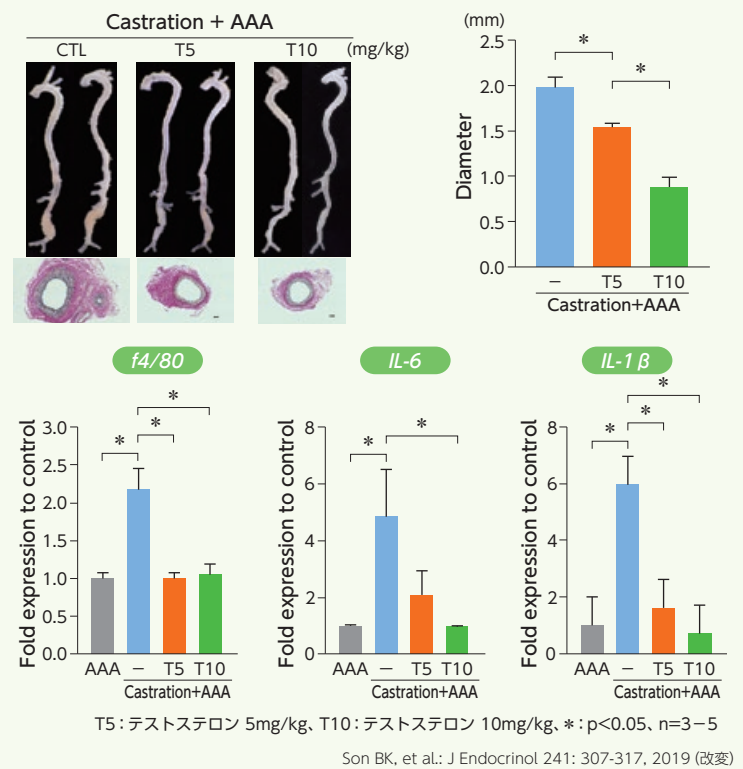 Castration + AAA
CTL T5 T10 (mg/kg)
(mm)
2.5
2.0
1.5
1.0
0.5
0.0
Diameter
* *
− T5 T10
Castration+AAA
f4/80
Fold expression to control
3.0
2.5
2.0
1.5
1.0
0.5
0.0
* * *
AAA − T5 T10
Castration+AAA
IL-6
Fold expression to control
8
6
4
2
0
* *
AAA − T5 T10
Castration+AAA
IL-1β
Fold expression to control
8
6
4
2
0
* * *
AAA − T5 T10
Castration+AAA
T5：テストステロン 5mg/kg、T10：テストステロン 10mg/kg、*：p<0.05、n=3−5
Son BK, et al.: J Endocrinol 241: 307-317, 2019 (改変)